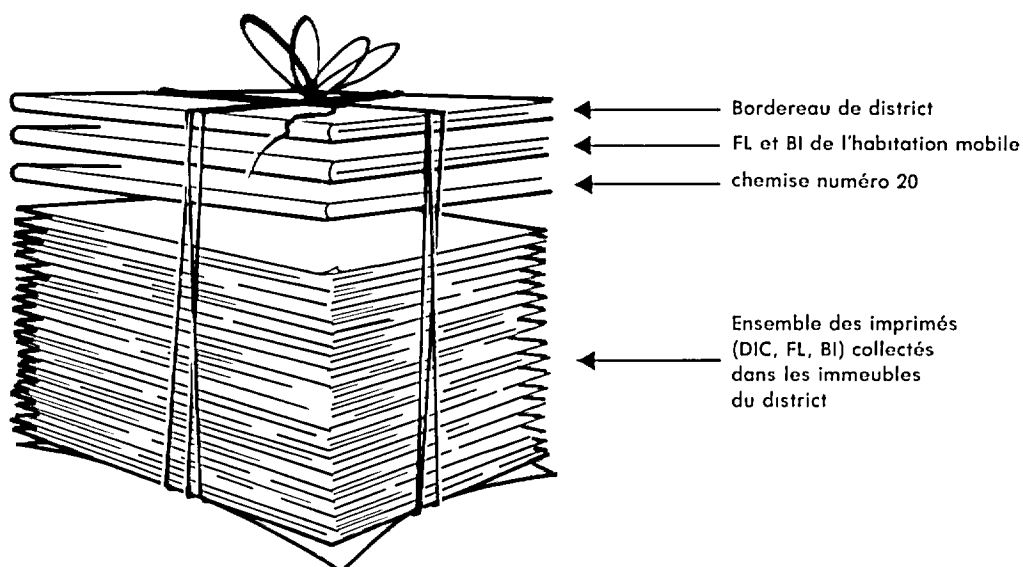 Bordereau de district
FL et BI de l'habitation mobile
chemise numéro 20
Ensemble des imprimés
(DIC, FL, BI) collectés
dans les immeubles
du district